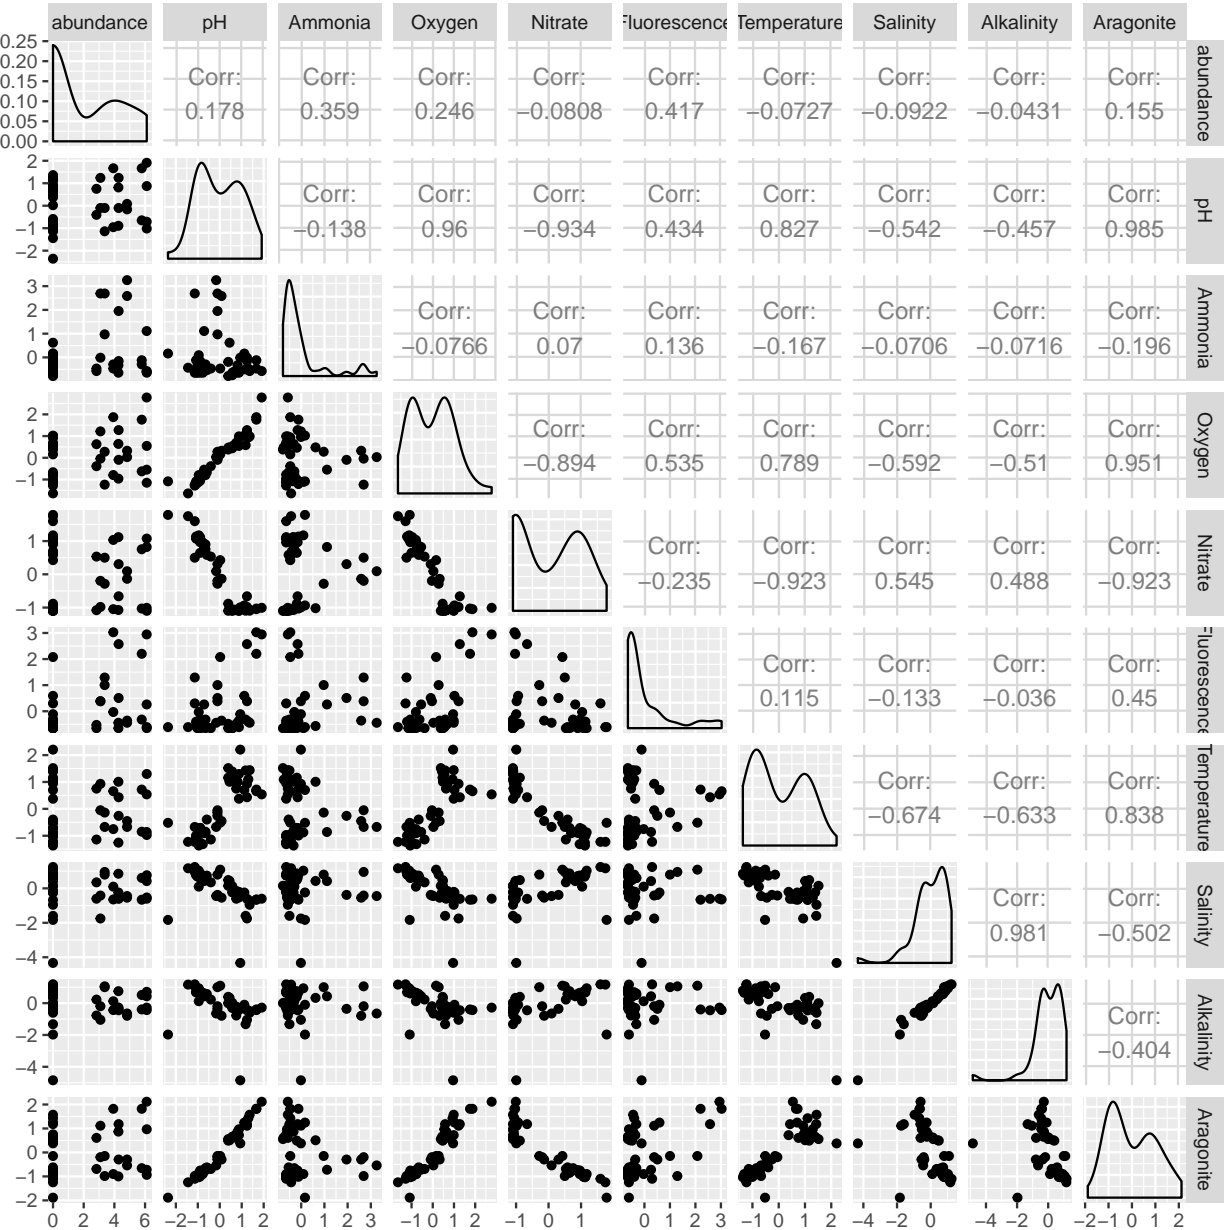 abundance pH Ammonia Oxygen Nitrate Fluorescence Temperature Salinity Alkalinity Aragonite
0.25
0.20
0.15
0.10
0.05
0.00
Corr: Corr: Corr: Corr: Corr: Corr: Corr: Corr: Corr:
0.178 0.359 0.246 −0.0808 0.417 −0.0727 −0.0922 −0.0431 0.155
abundance
2
1
0
−1
−2
Corr: Corr: Corr: Corr: Corr: Corr: Corr: Corr:
−0.138 0.96 −0.934 0.434 0.827 −0.542 −0.457 0.985
pH
3
2
1
0
Corr: Corr: Corr: Corr: Corr: Corr: Corr:
−0.0766 0.07 0.136 −0.167 −0.0706 −0.0716 −0.196
Ammonia
2
1
0
−1
Corr: Corr: Corr: Corr: Corr: Corr:
−0.894 0.535 0.789 −0.592 −0.51 0.951
Oxygen
1
0
−1
Corr: Corr: Corr: Corr: Corr:
−0.235 −0.923 0.545 0.488 −0.923
Nitrate
3
2
1
0
Corr: Corr: Corr: Corr:
0.115 −0.133 −0.036 0.45
Fluorescence
2
1
0
−1
Corr: Corr: Corr:
−0.674 −0.633 0.838
Temperature
0
−2
−4
Corr: Corr:
0.981 −0.502
Salinity
0
−2
−4
Corr:
−0.404
Alkalinity
2
1
0
−1
−2
Aragonite
0 2 4 6 −2 −1 0 1 2 0 1 2 3 −1 0 1 2 −1 0 1 0 1 2 3 −1 0 1 2 −4 −2 0 −4 −2 0 −2 −1 0 1 2